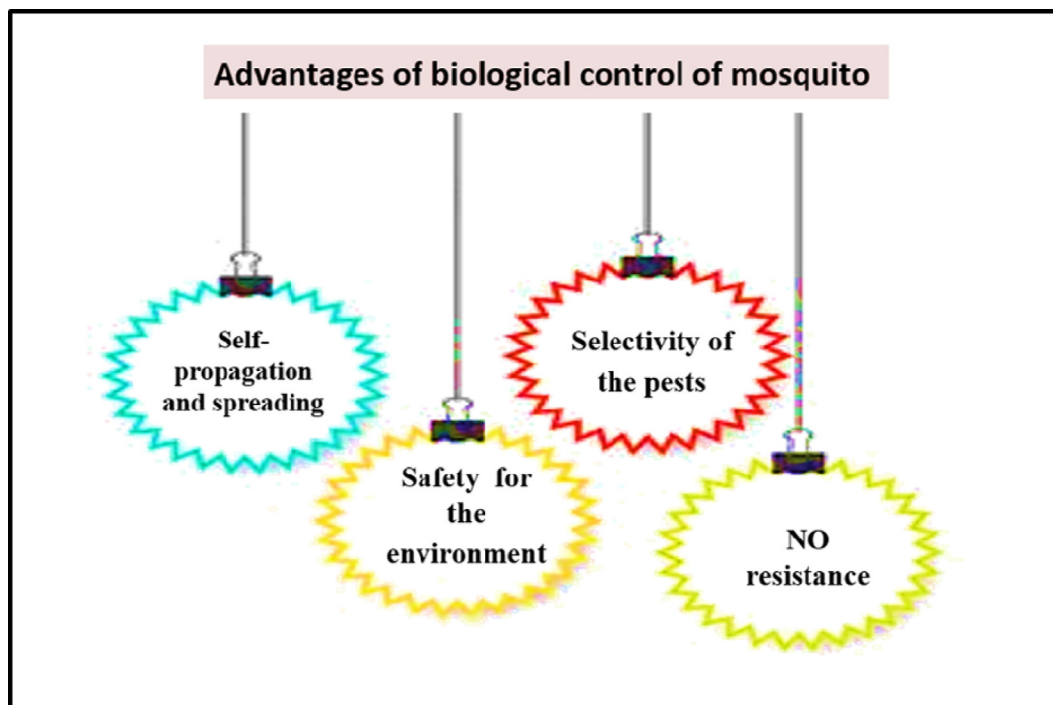 Advantages of biological control of mosquito
Self-
propagation
and spreading
Safety for
the
environment
Selectivity of
the pests
NO
resistance